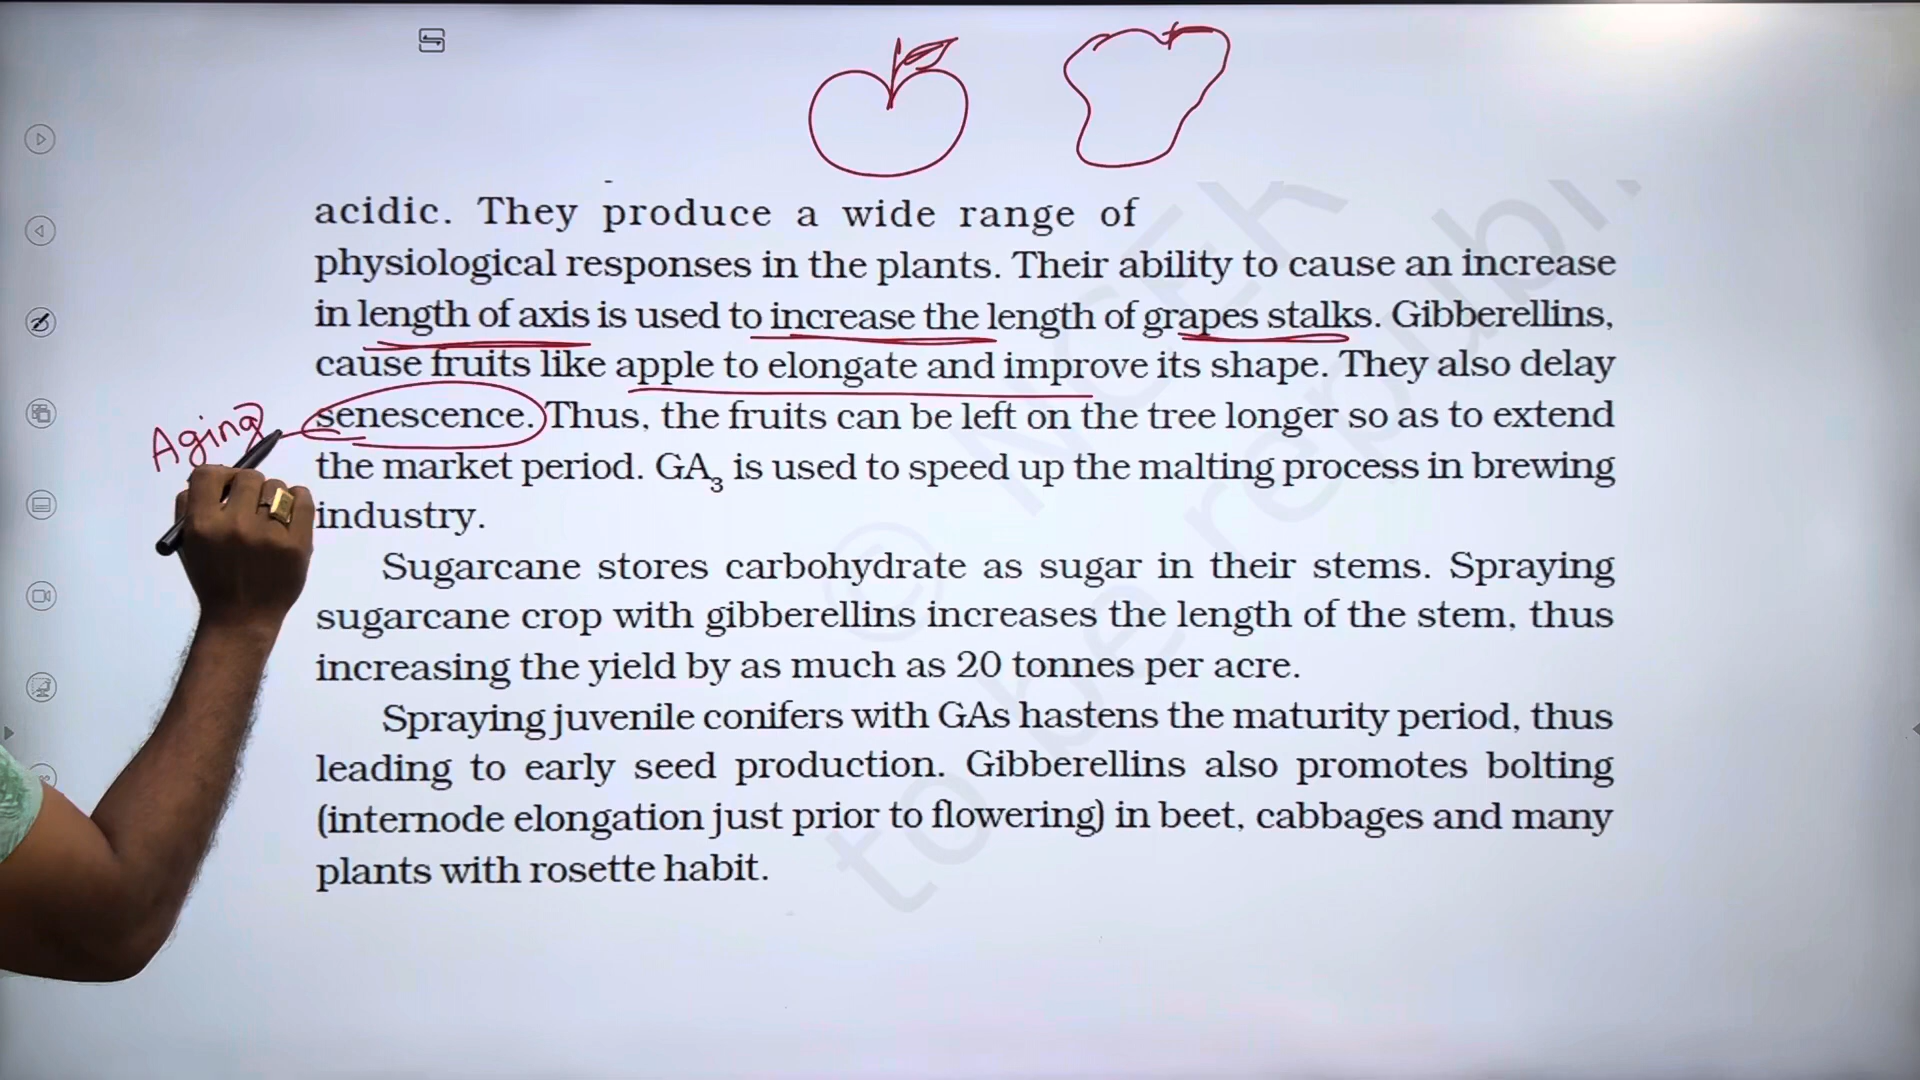 acidic. They produce a wide range of
physiological responses in the plants. Their ability to cause an increase
in length of axis is used to increase the length of grapes stalks. Gibberellins,
cause fruits like apple to elongate and improve its shape. They also delay
Aging senescence. Thus, the fruits can be left on the tree longer so as to extend
the market period. GA₃ is used to speed up the malting process in brewing
industry.
Sugarcane stores carbohydrate as sugar in their stems. Spraying
sugarcane crop with gibberellins increases the length of the stem, thus
increasing the yield by as much as 20 tonnes per acre.
Spraying juvenile conifers with GAs hastens the maturity period, thus
leading to early seed production. Gibberellins also promotes bolting
(internode elongation just prior to flowering) in beet, cabbages and many
plants with rosette habit.
© NCER
to be republi